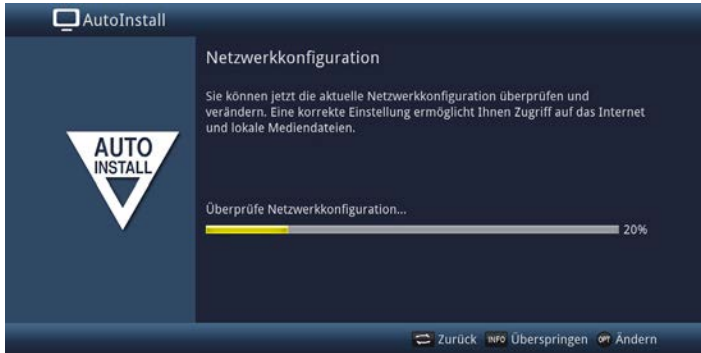 AutoInstall
Netzwerkkonfiguration
Sie können jetzt die aktuelle Netzwerkkonfiguration überprüfen und
verändern. Eine korrekte Einstellung ermöglicht Ihnen Zugriff auf das Internet
und lokale Mediendateien.
AUTO
INSTALL
Überprüfe Netzwerkkonfiguration...
20%
Zurück INFO Überspringen OPT Ändern